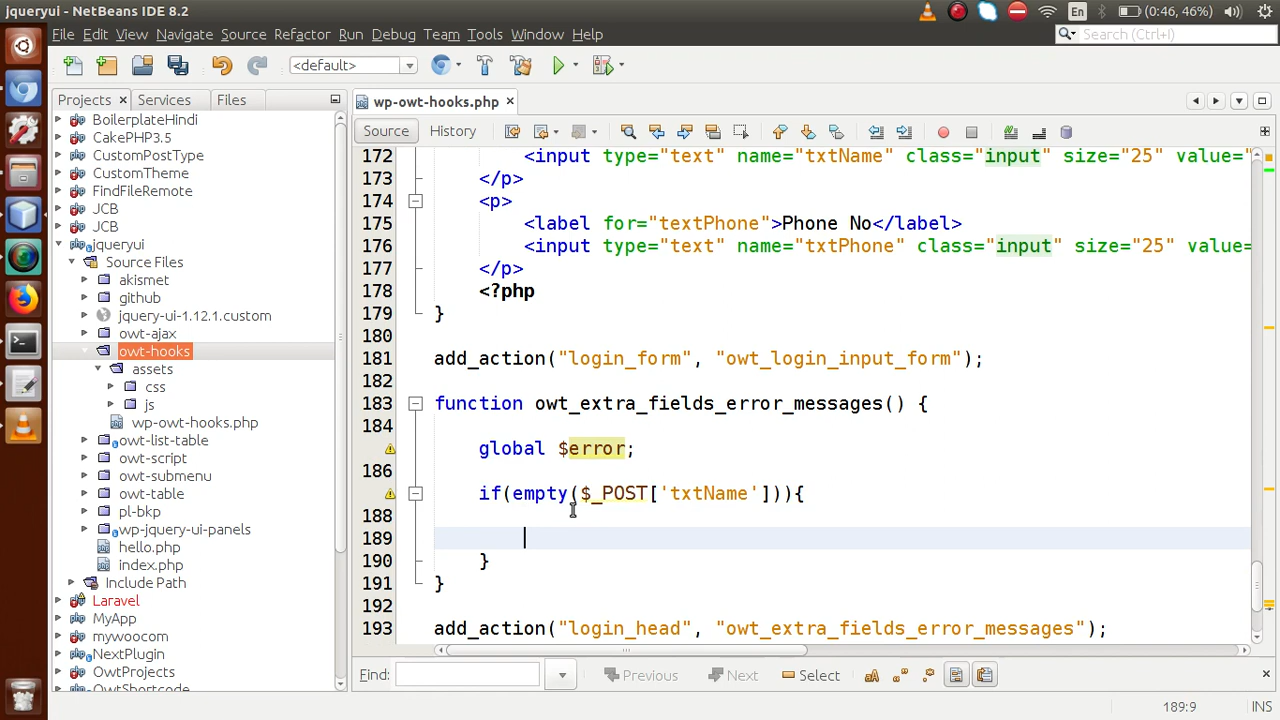 jqueryui - NetBeans IDE 8.2
En
(0:46, 46%)
File Edit View Navigate Source Refactor Run Debug Team Tools Window Help
Search (Ctrl+I)
<default>
Projects
Services
Files
wp-owt-hooks.php
Source
History
BoilerplateHindi
CakePHP3.5
CustomPostType
CustomTheme
FindFileRemote
JCB
JCB
jqueryui
Source Files
akismet
github
jquery-ui-1.12.1.custom
owt-ajax
owt-hooks
assets
css
js
wp-owt-hooks.php
owt-list-table
owt-script
owt-submenu
owt-table
pl-bkp
wp-jquery-ui-panels
hello.php
index.php
Include Path
Laravel
MyApp
mywoocom
NextPlugin
OwtProjects
OwtShortcode
172 <input type="text" name="txtName" class="input" size="25" value="
173 </p>
174 <p>
175 <label for="textPhone">Phone No</label>
176 <input type="text" name="txtPhone" class="input" size="25" value=
177 </p>
178 <?php
179 }
180
181 add_action("login_form", "owt_login_input_form");
182
183 function owt_extra_fields_error_messages() {
184
global $error;
186
if(empty($_POST['txtName'])){
188
189
190 }
191 }
192
193 add_action("login_head", "owt_extra_fields_error_messages");
Find:
Previous
Next
Select
189:9
INS